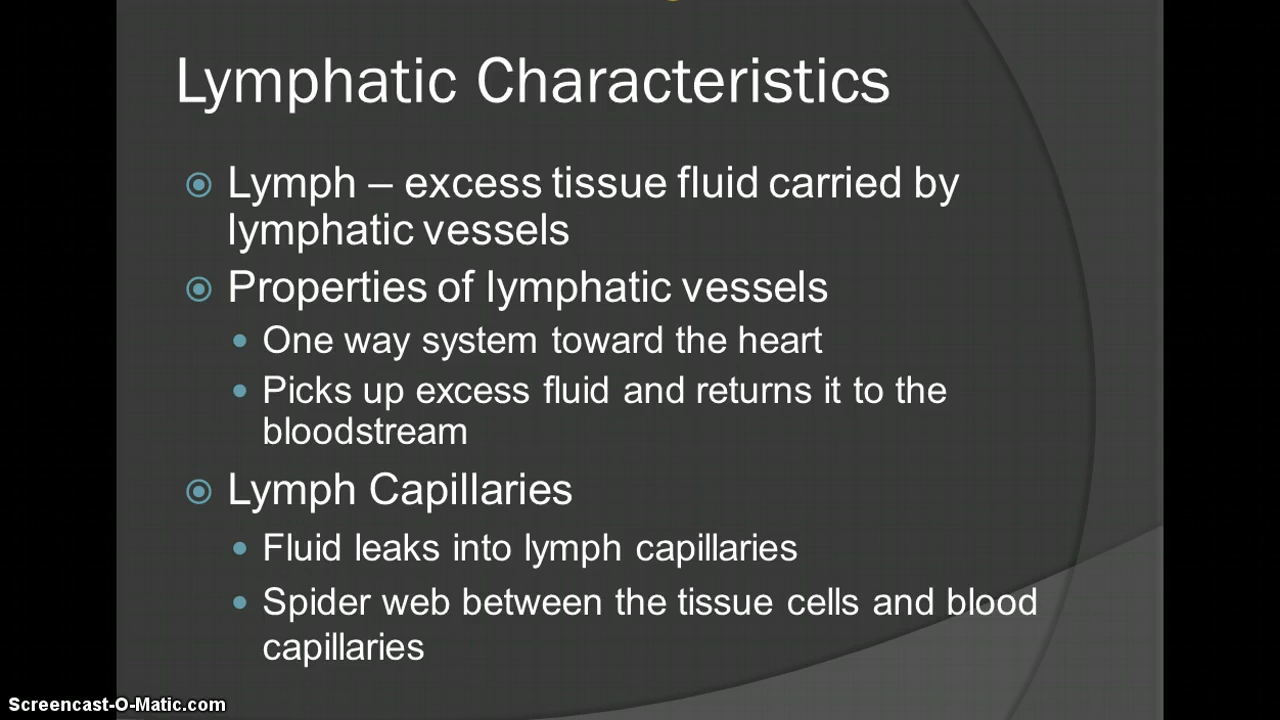 Lymphatic Characteristics
Lymph – excess tissue fluid carried by
lymphatic vessels
Properties of lymphatic vessels
One way system toward the heart
Picks up excess fluid and returns it to the
bloodstream
Lymph Capillaries
Fluid leaks into lymph capillaries
Spider web between the tissue cells and blood
capillaries
Screencast-O-Matic.com